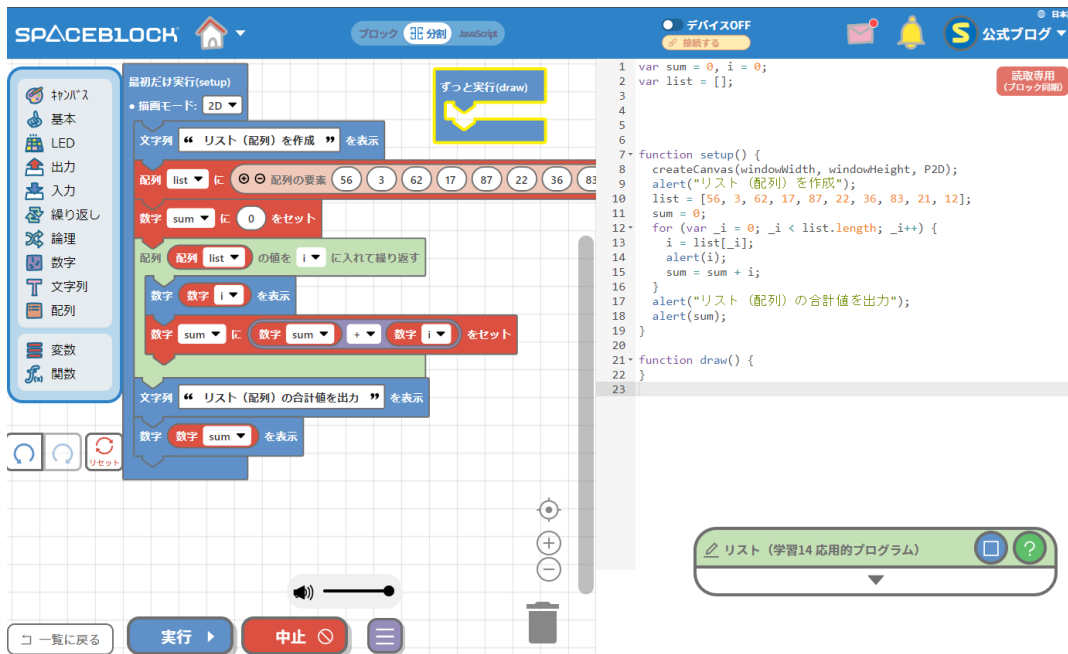 SPACEBLOCK
ブロック 分割 JavaScript
デバイスOFF
接続する
公式ブログ
日本
キャンバス
基本
LED
出力
入力
繰り返し
論理
数字
文字列
配列
変数
関数
リセット
最初だけ実行(setup)
描画モード: 2D
文字列 “ リスト（配列）を作成 ” を表示
配列 list に 配列の要素 56 3 62 17 87 22 36 83
数字 sum に 0 をセット
配列 配列 list の値を i に入れて繰り返す
数字 数字 i を表示
数字 sum に 数字 sum + 数字 i をセット
文字列 “ リスト（配列）の合計値を出力 ” を表示
数字 数字 sum を表示
ずっと実行(draw)
1 var sum = 0, i = 0;
2 var list = [];
3
4
5
6
7 function setup() {
8 createCanvas(windowWidth, windowHeight, P2D);
9 alert("リスト（配列）を作成");
10 list = [56, 3, 62, 17, 87, 22, 36, 83, 21, 12];
11 sum = 0;
12 for (var _i = 0; _i < list.length; _i++) {
13 i = list[_i];
14 alert(i);
15 sum = sum + i;
16 }
17 alert("リスト（配列）の合計値を出力");
18 alert(sum);
19 }
20
21 function draw() {
22 }
23
読取専用
(ブロック同期)
リスト（学習14 応用的プログラム）
?
一覧に戻る
実行
中止